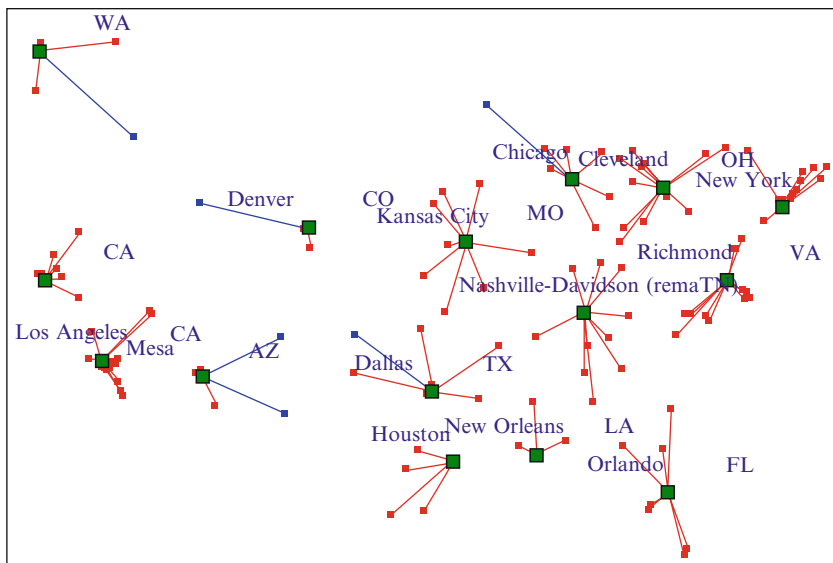 WA
Chicago
Cleveland
OH
New York
Denver
CO
Kansas City
MO
CA
Richmond
VA
Nashville-Davidson (remaTN)
Los Angeles
CA
Mesa
AZ
Dallas
TX
Houston
New Orleans
LA
Orlando
FL